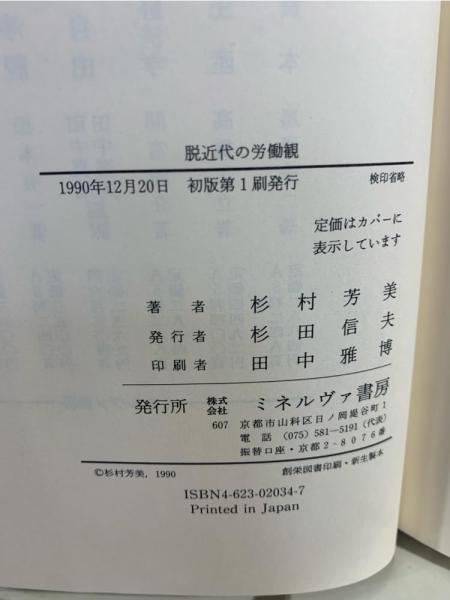 脱近代の労働観
1990年12月20日 初版第1刷発行 検印省略
定価はカバーに
表示しています
著者 杉村芳美
発行者 杉田信夫
印刷者 田中雅博
発行所 株式会社 ミネルヴァ書房
607 京都市山科区日ノ岡堤谷町1
電話 (075)581―5191(代表)
振替口座・京都2-8076番
©杉村芳美, 1990 創栄図書印刷・新生製本
ISBN4-623-02034-7
Printed in Japan